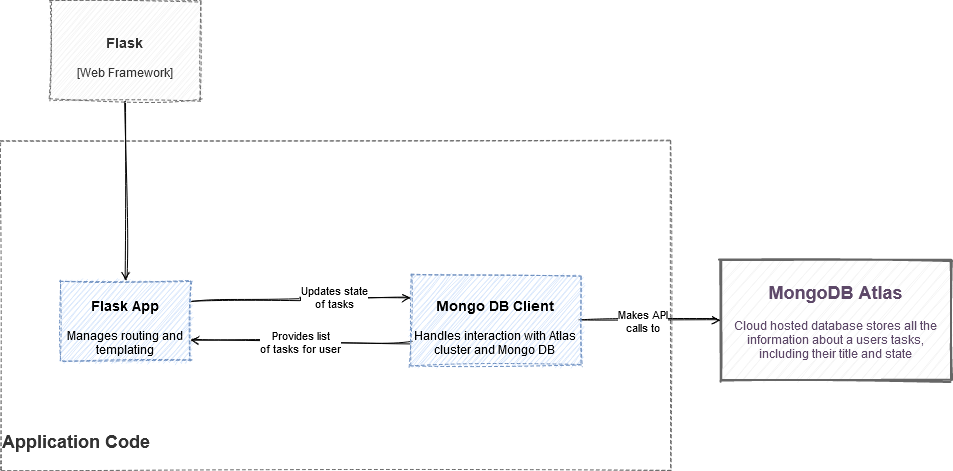 Flask
[Web Framework]
Flask App
Manages routing and
templating
Updates state
of tasks
Provides list
of tasks for user
Mongo DB Client
Handles interaction with Atlas
cluster and Mongo DB
Makes API
calls to
MongoDB Atlas
Cloud hosted database stores all the
information about a users tasks,
including their title and state
Application Code